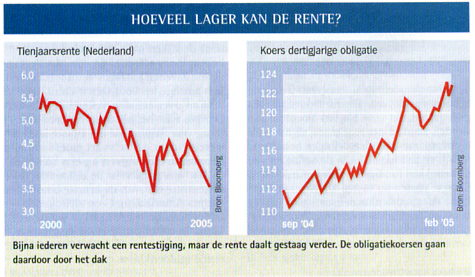 HOEVEEL LAGER KAN DE RENTE?
Tienjaarsrente (Nederland)
6,0
5,5
5,0
4,5
4,0
3,5
3,0
2000
2005
Bron: Bloomberg
Koers dertigjarige obligatie
124
122
120
118
116
114
112
110
sep '04
feb '05
Bron: Bloomberg
Bijna iedereen verwacht een rentestijging, maar de rente daalt gestaag verder. De obligatiekoersen gaan
daardoor door het dak